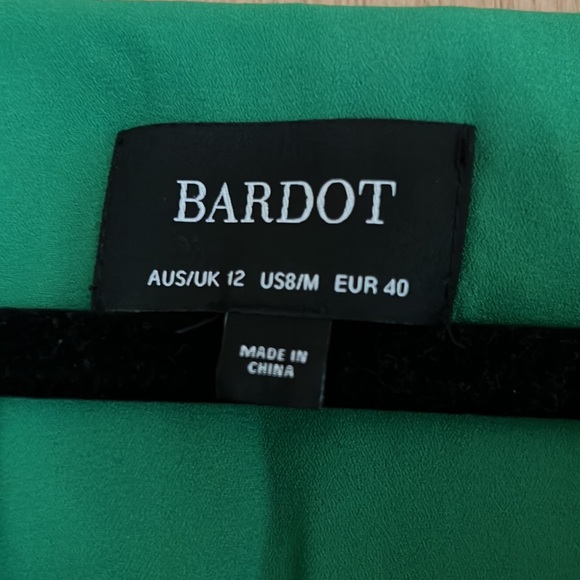 BARDOT
AUS/UK 12 US8/M EUR 40
MADE IN
CHINA